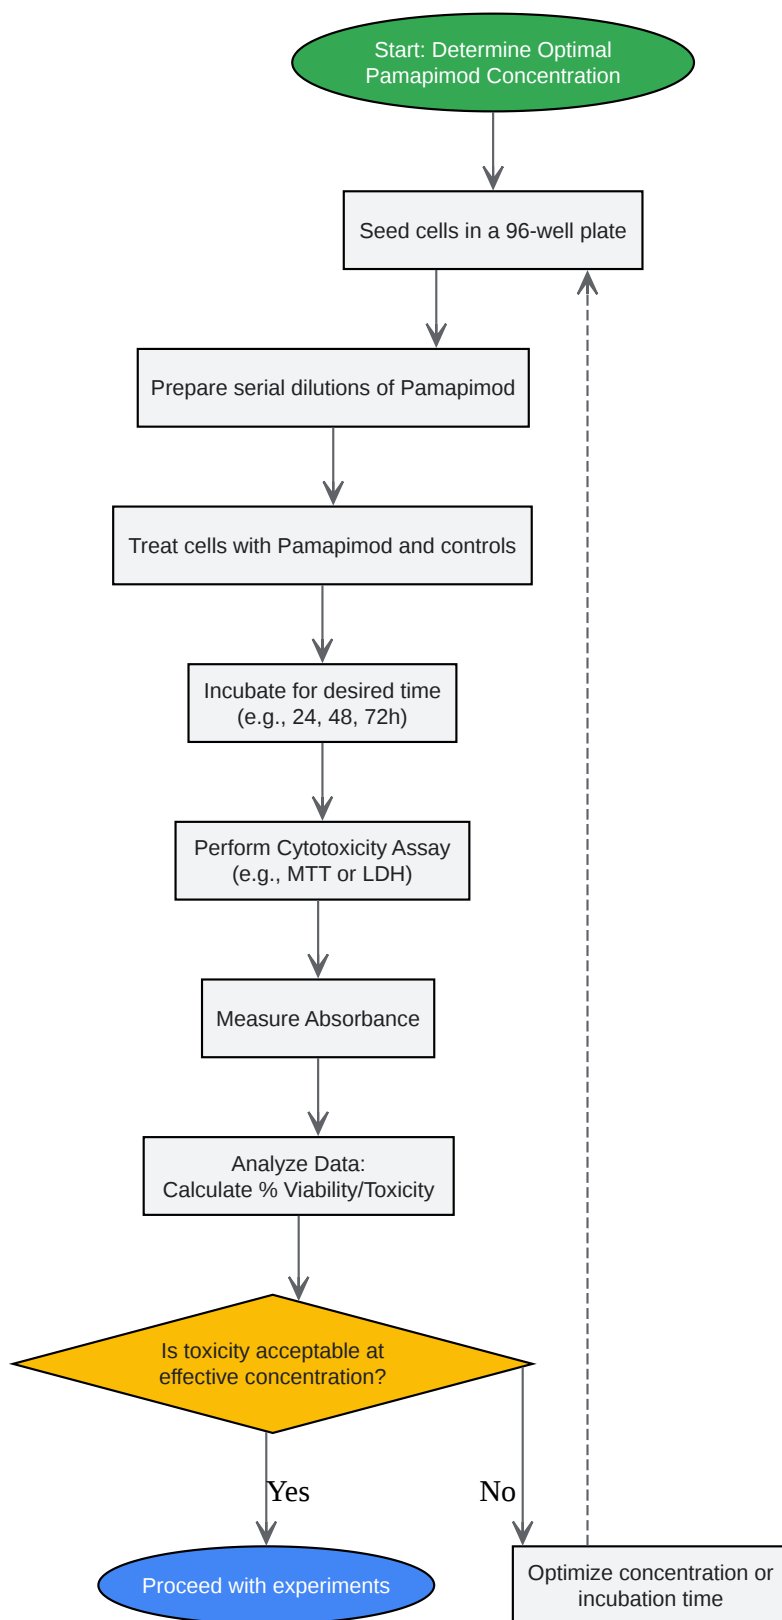 Start: Determine Optimal
Pamapimod Concentration
Seed cells in a 96-well plate
Prepare serial dilutions of Pamapimod
Treat cells with Pamapimod and controls
Incubate for desired time
(e.g., 24, 48, 72h)
Perform Cytotoxicity Assay
(e.g., MTT or LDH)
Measure Absorbance
Analyze Data:
Calculate % Viability/Toxicity
Is toxicity acceptable at
effective concentration?
Yes
No
Proceed with experiments
Optimize concentration or
incubation time